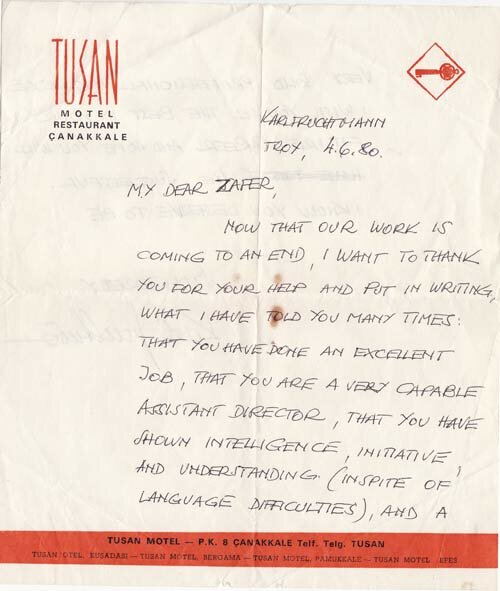 TUSAN
MOTEL
RESTAURANT
ÇANAKKALE
KARLFRUCHTMANN
TROY, 4.6.80.
MY DEAR ZAFER,
NOW THAT OUR WORK IS
COMING TO AN END, I WANT TO THANK
YOU FOR YOUR HELP AND PUT IN WRITING,
WHAT I HAVE TOLD YOU MANY TIMES:
THAT YOU HAVE DONE AN EXCELLENT
JOB, THAT YOU ARE A VERY CAPABLE
ASSISTANT DIRECTOR, THAT YOU HAVE
SHOWN INTELLIGENCE, INITIATIVE
AND UNDERSTANDING (INSPITE OF
LANGUAGE DIFFICULTIES), AND A
TUSAN MOTEL — P.K. 8 ÇANAKKALE Telf. Telg. TUSAN
TUSAN OTEL, KUŞADASI — TUSAN MOTEL, BERGAMA — TUSAN MOTEL, PAMUKKALE — TUSAN MOTEL EFES